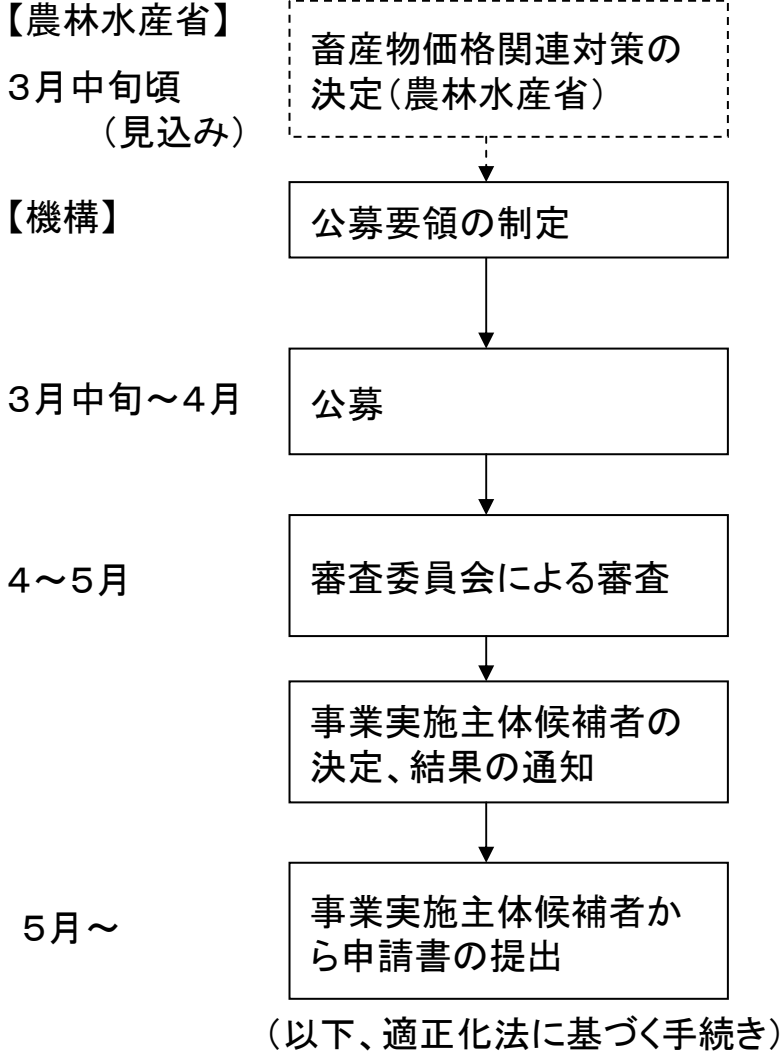 【農林水産省】
畜産物価格関連対策の
決定（農林水産省）
３月中旬頃
（見込み）
【機構】
公募要領の制定
３月中旬～４月
公募
４～５月
審査委員会による審査
事業実施主体候補者の
決定、結果の通知
５月～
事業実施主体候補者か
ら申請書の提出
（以下、適正化法に基づく手続き）